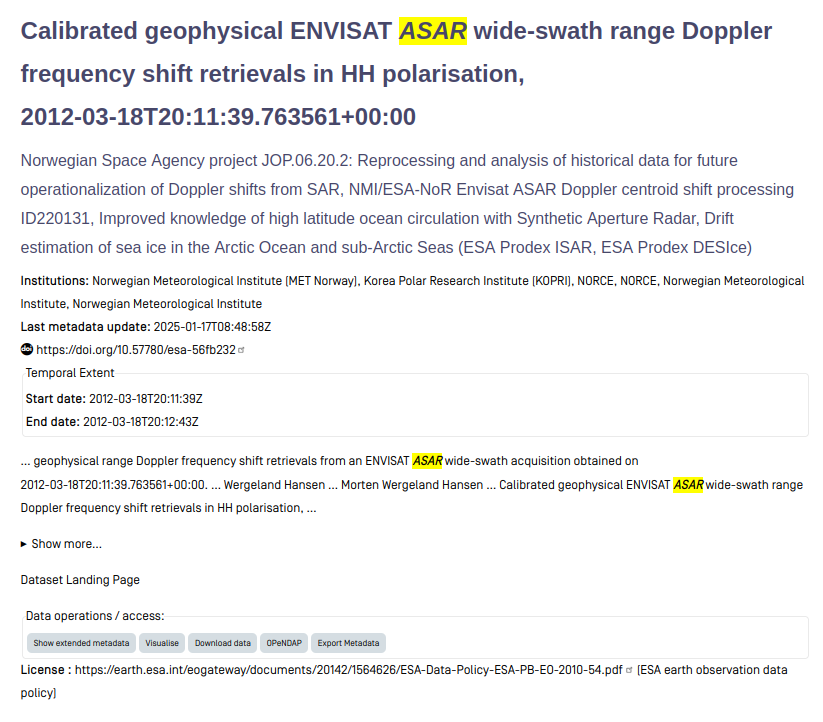 Calibrated geophysical ENVISAT ASAR wide-swath range Doppler
frequency shift retrievals in HH polarisation,
2012-03-18T20:11:39.763561+00:00
Norwegian Space Agency project JOP.06.20.2: Reprocessing and analysis of historical data for future
operationalization of Doppler shifts from SAR, NMI/ESA-NoR Envisat ASAR Doppler centroid shift processing
ID220131, Improved knowledge of high latitude ocean circulation with Synthetic Aperture Radar, Drift
estimation of sea ice in the Arctic Ocean and sub-Arctic Seas (ESA Prodex ISAR, ESA Prodex DESIce)
Institutions: Norwegian Meteorological Institute (MET Norway), Korea Polar Research Institute (KOPRI), NORCE, NORCE, Norwegian Meteorological
Institute, Norwegian Meteorological Institute
Last metadata update: 2025-01-17T08:48:58Z
doi https://doi.org/10.57780/esa-56fb232
Temporal Extent
Start date: 2012-03-18T20:11:39Z
End date: 2012-03-18T20:12:43Z
... geophysical range Doppler frequency shift retrievals from an ENVISAT ASAR wide-swath acquisition obtained on
2012-03-18T20:11:39.763561+00:00. ... Wergeland Hansen ... Morten Wergeland Hansen ... Calibrated geophysical ENVISAT ASAR wide-swath range
Doppler frequency shift retrievals in HH polarisation, ...
▸ Show more...
Dataset Landing Page
Data operations / access:
Show extended metadata Visualise Download data OPeNDAP Export Metadata
License : https://earth.esa.int/eogateway/documents/20142/1564626/ESA-Data-Policy-ESA-PB-EO-2010-54.pdf (ESA earth observation data
policy)